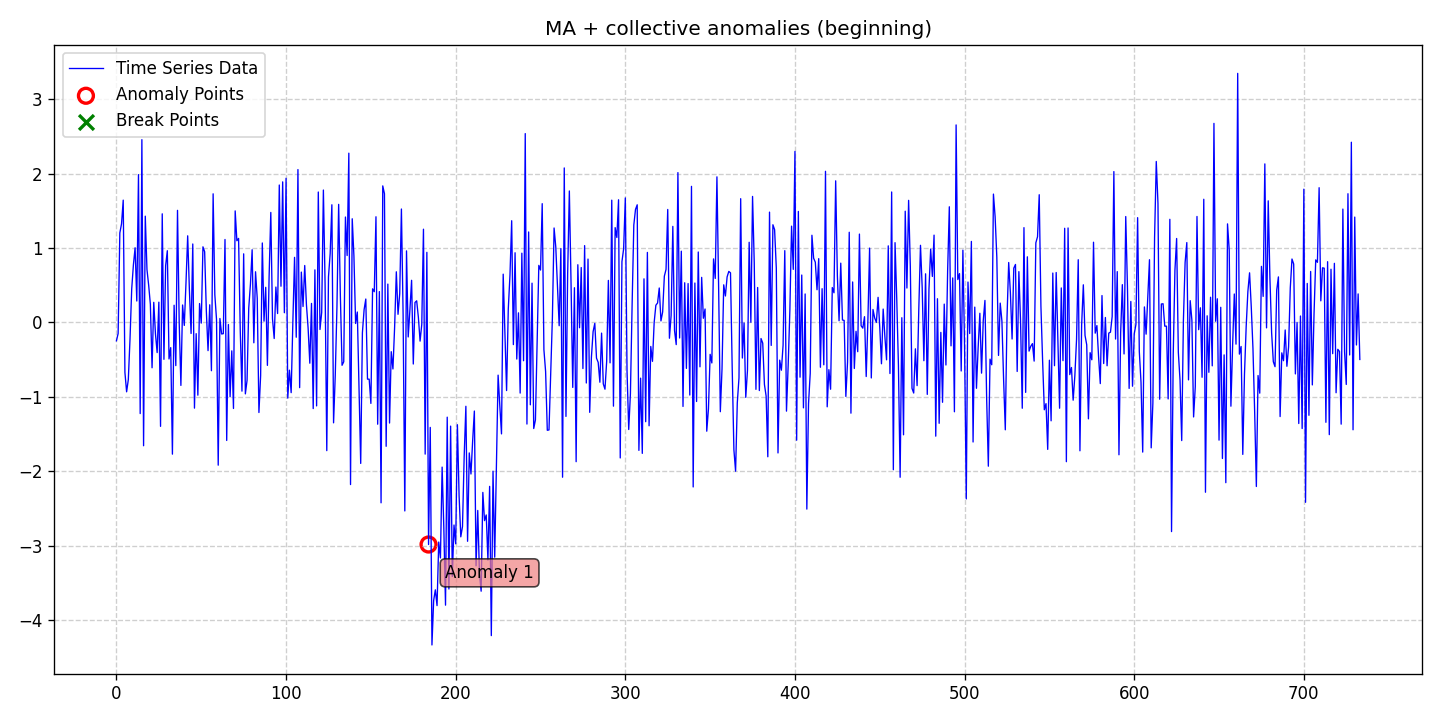 MA + collective anomalies (beginning)
Time Series Data
Anomaly Points
Break Points
3
2
1
0
−1
−2
−3
−4
Anomaly 1
0 100 200 300 400 500 600 700